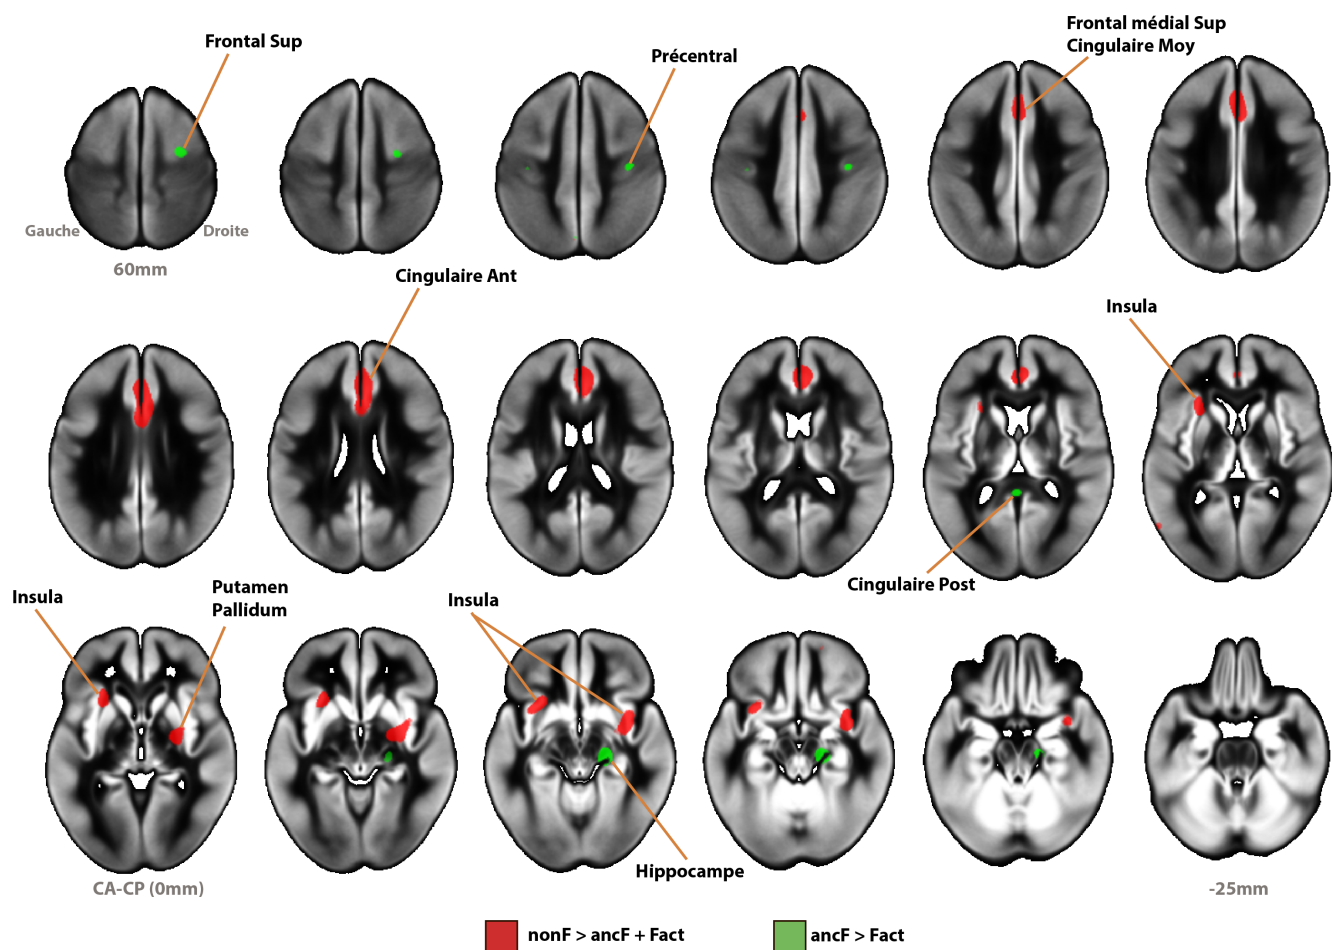 Frontal Sup
Précentral
Frontal médial Sup
Cingulaire Moy
Gauche
Droite
60mm
Cingulaire Ant
Insula
Cingulaire Post
Insula
Putamen
Pallidum
Insula
Hippocampe
CA-CP (0mm)
-25mm
nonF > ancF + Fact
ancF > Fact